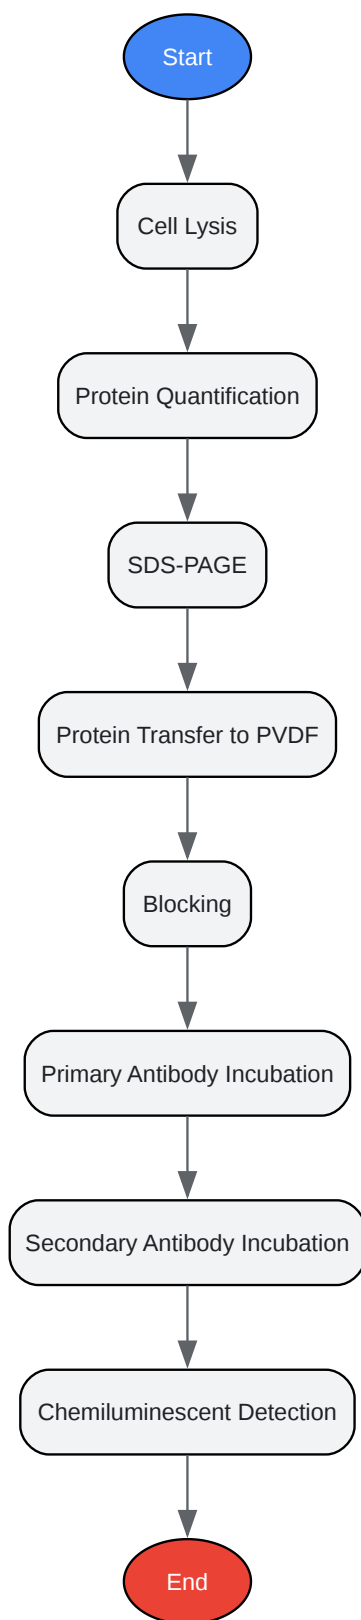 Start
Cell Lysis
Protein Quantification
SDS-PAGE
Protein Transfer to PVDF
Blocking
Primary Antibody Incubation
Secondary Antibody Incubation
Chemiluminescent Detection
End